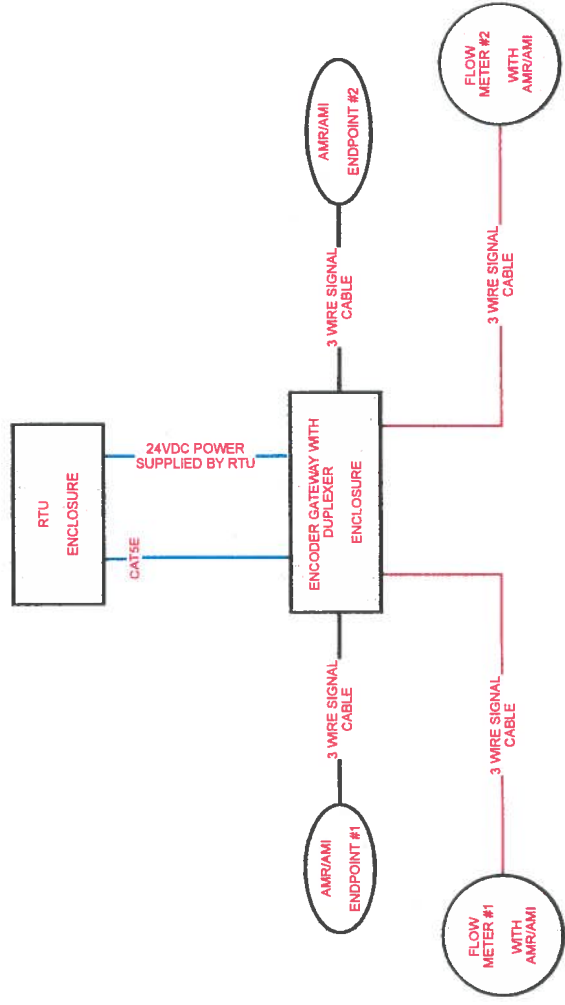 RTU
ENCLOSURE
CAT5E
24VDC POWER
SUPPLIED BY RTU
AMR/AMI
ENDPOINT #1
3 WIRE SIGNAL
CABLE
ENCODER GATEWAY WITH
DUPLEXER
ENCLOSURE
3 WIRE SIGNAL
CABLE
AMR/AMI
ENDPOINT #2
FLOW
METER #1
WITH
AMR/AMI
3 WIRE SIGNAL
CABLE
3 WIRE SIGNAL
CABLE
FLOW
METER #2
WITH
AMR/AMI